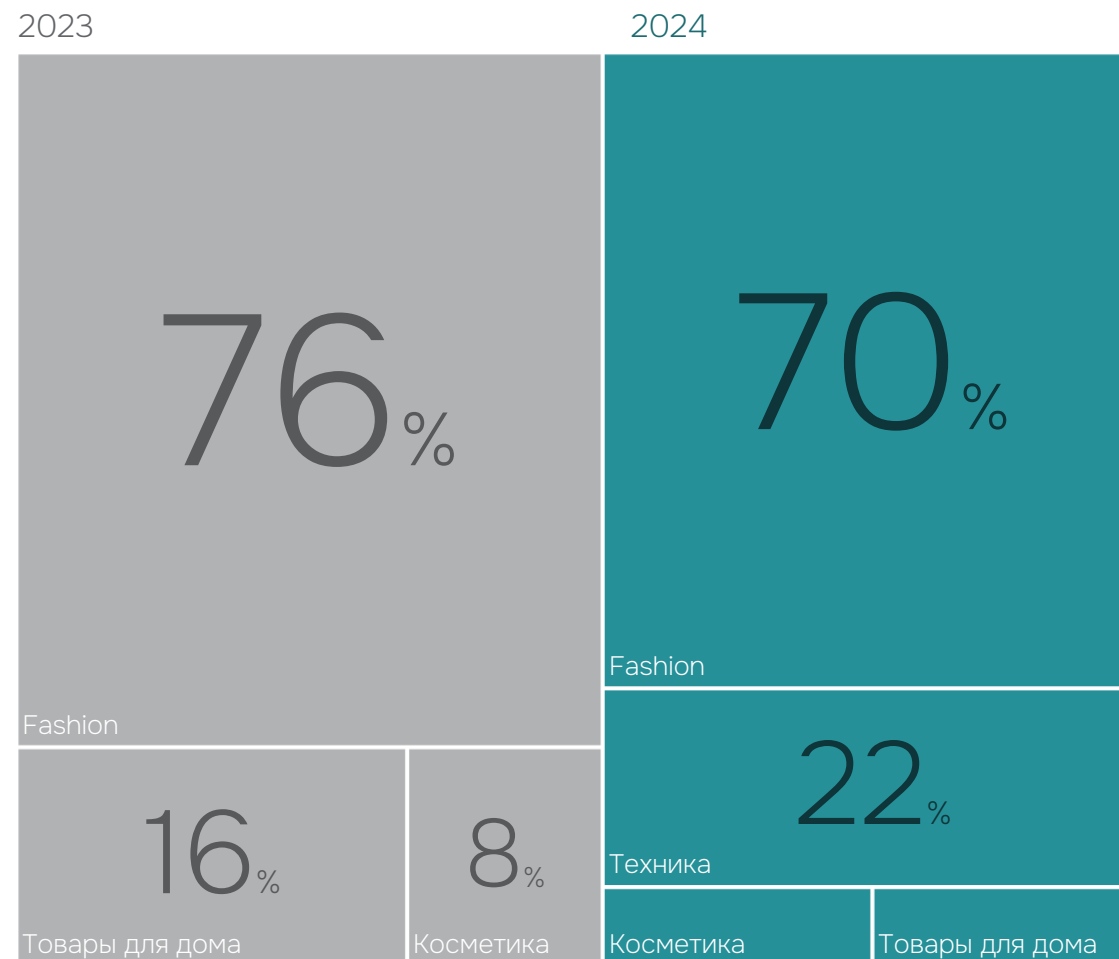 2023
2024
76%
Fashion
16%
Товары для дома
8%
Косметика
70%
Fashion
22%
Техника
Косметика
Товары для дома